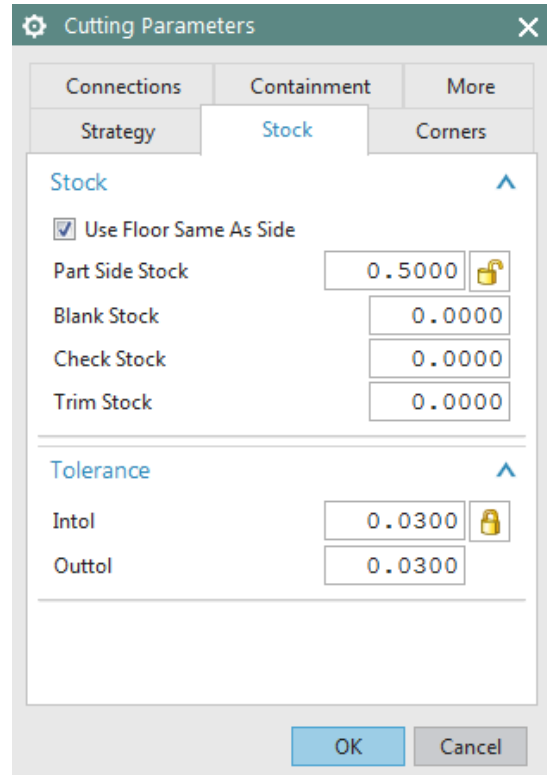 Cutting Parameters
Connections Containment More
Strategy Stock Corners
Stock
Use Floor Same As Side
Part Side Stock 0.5000
Blank Stock 0.0000
Check Stock 0.0000
Trim Stock 0.0000
Tolerance
Intol 0.0300
Outtol 0.0300
OK Cancel